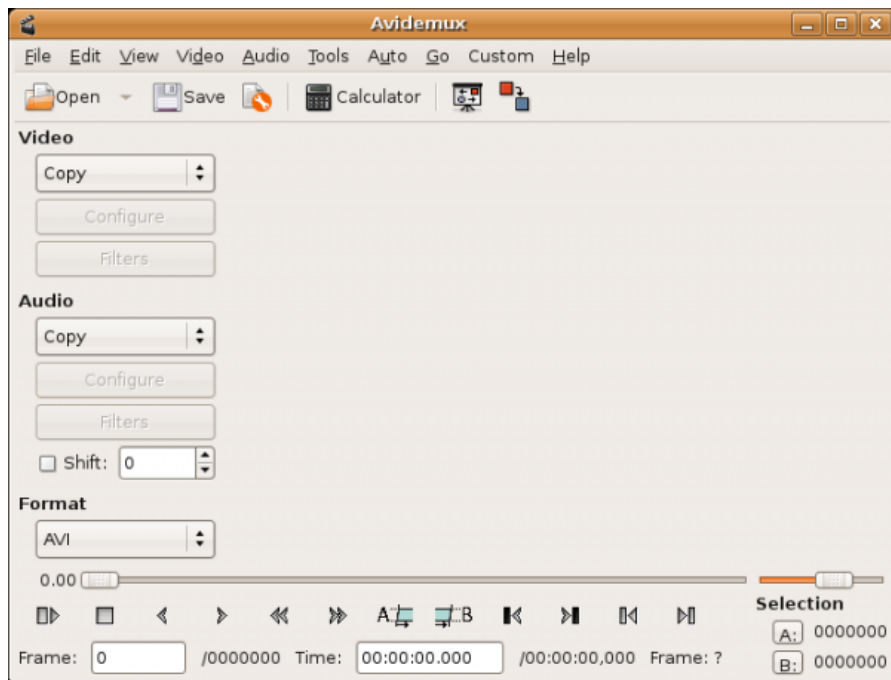 Avidemux
File Edit View Video Audio Tools Auto Go Custom Help
Open Save Calculator
Video
Copy
Configure
Filters
Audio
Copy
Configure
Filters
Shift: 0
Format
AVI
0.00
A B
Selection
A: 0000000
Frame: 0 /0000000 Time: 00:00:00.000 /00:00:00,000 Frame: ?
B: 0000000